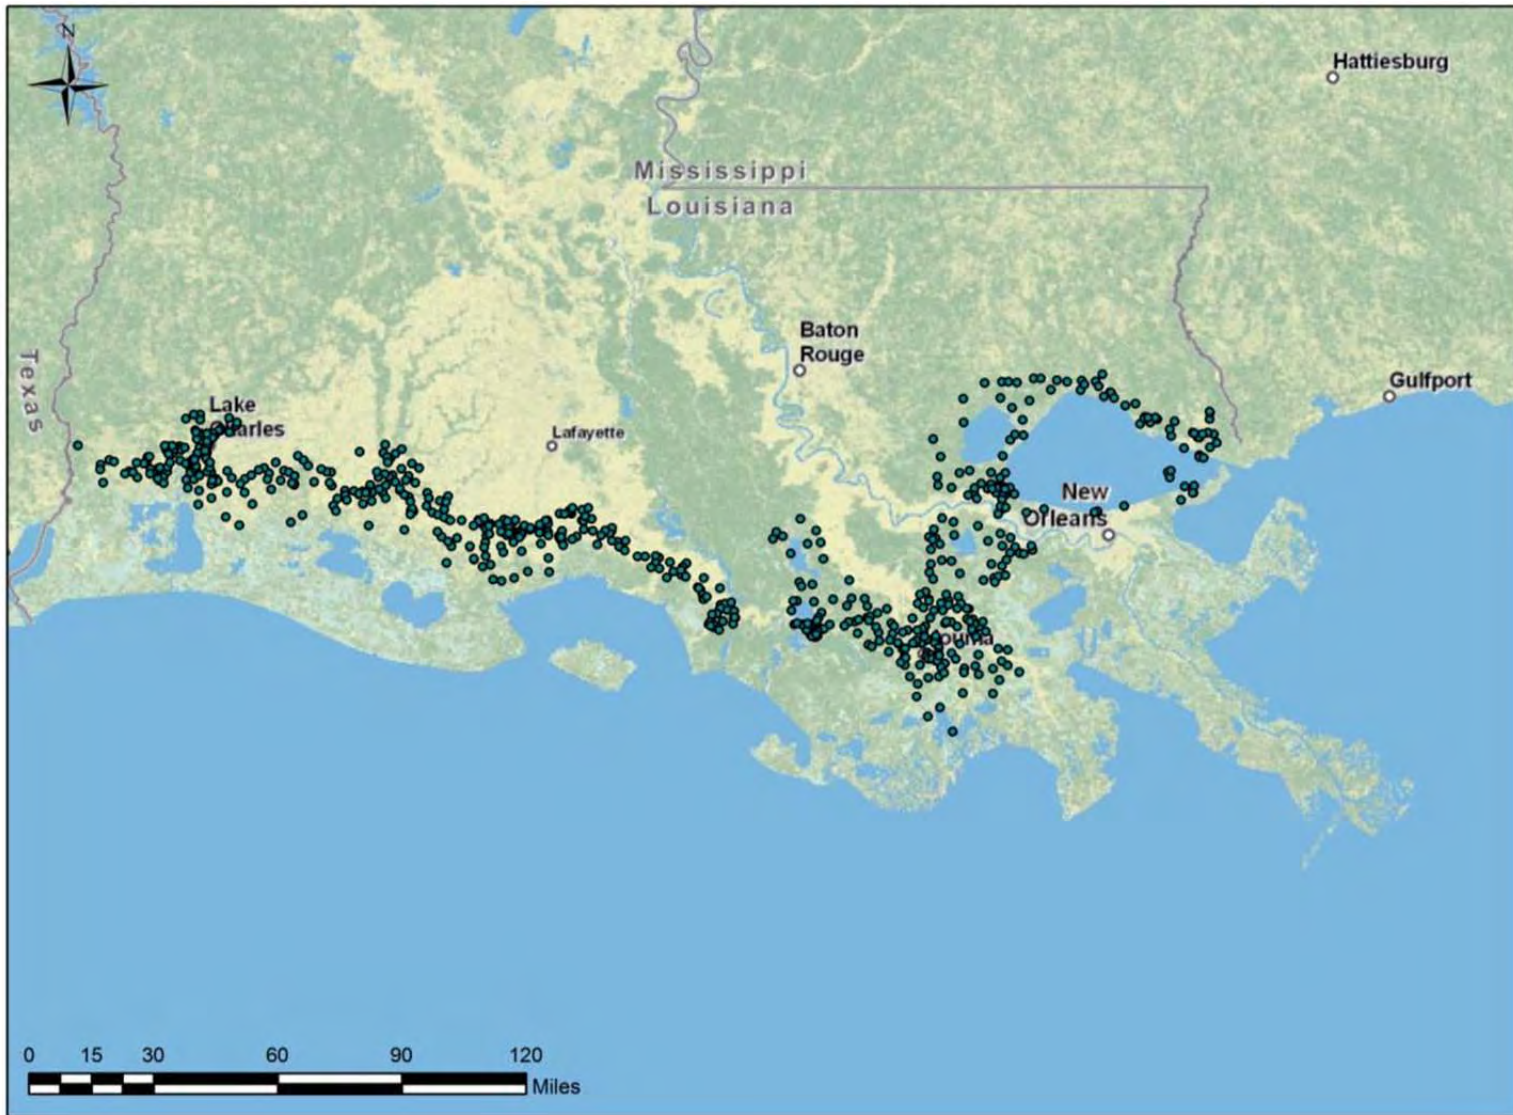 N
Hattiesburg
Mississippi
Louisiana
Texas
Baton
Rouge
Gulfport
Lake
Charles
Lafayette
New
Orleans
0 15 30 60 90 120
Miles